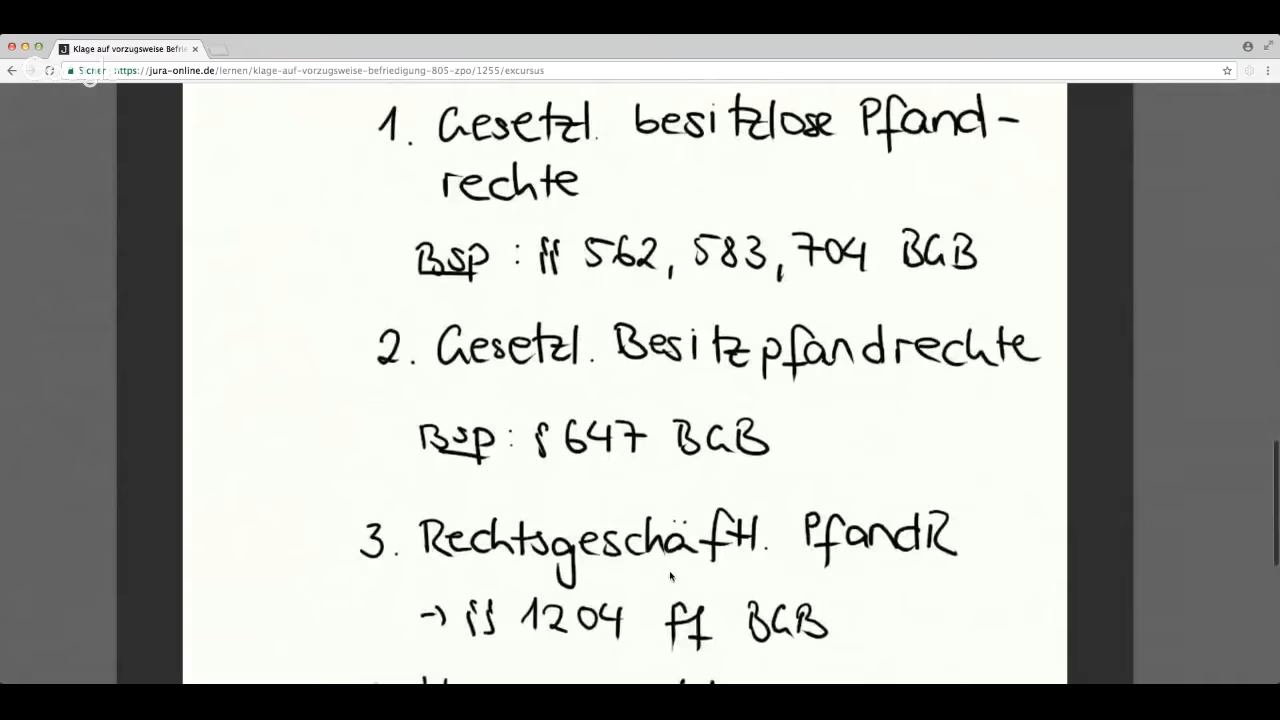 Klage auf vorzugsweise Befrie
Sicher https://jura-online.de/lernen/klage-auf-vorzugsweise-befriedigung-805-zpo/1255/excursus
1. Gesetzl. besitzlose Pfand-
rechte
Bsp : §§ 562, 583, 704 BGB
2. Gesetzl. Besitzpfandrechte
Bsp : § 647 BGB
3. Rechtsgeschäftl. PfandR
→ §§ 1204 ff BGB